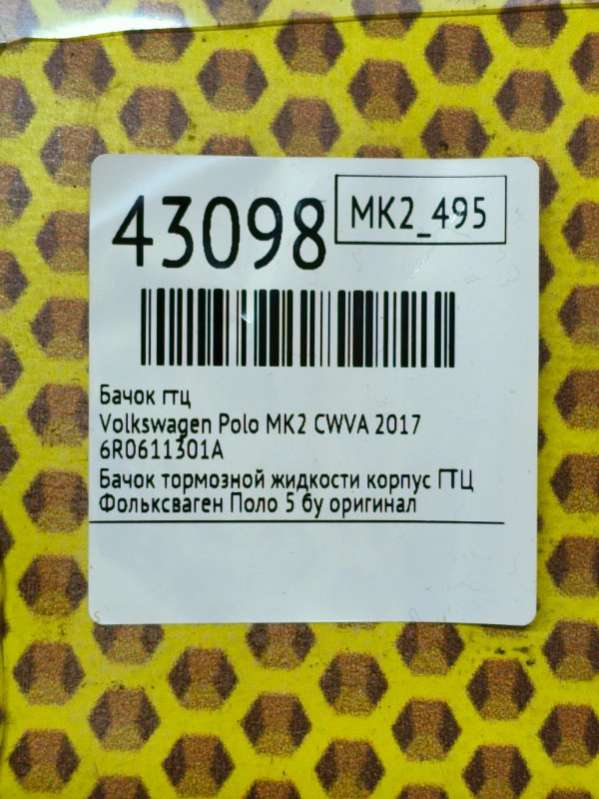 43098
MK2_495
Бачок гтц
Volkswagen Polo MK2 CWVA 2017
6R0611301A
Бачок тормозной жидкости корпус ГТЦ
Фольксваген Поло 5 бу оригинал